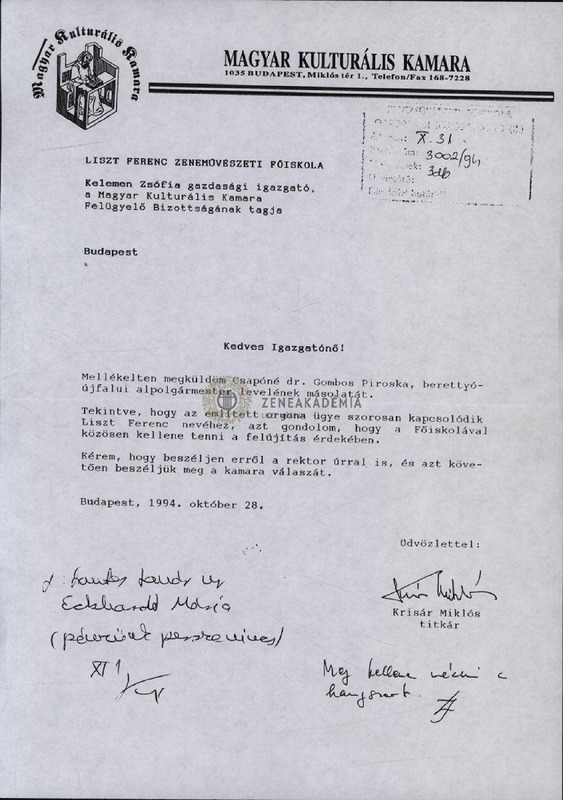 Magyar Kulturális Kamara
MAGYAR KULTURÁLIS KAMARA
1035 BUDAPEST, Miklós tér 1., Telefon/Fax 168-7228
X. 31.
3002/94
3db
LISZT FERENC ZENEMŰVÉSZETI FŐISKOLA
Kelemen Zsófia gazdasági igazgató,
a Magyar Kulturális Kamara
Felügyelő Bizottságának tagja
Budapest
Kedves Igazgatónő!
Mellékelten megküldöm Csapóné dr. Gombos Piroska, berettyó-
újfalui alpolgármester levelének másolatát.
ZENEAKADÉMIA
Tekintve, hogy az említett orgona ügye szorosan kapcsolódik
Liszt Ferenc nevéhez, azt gondolom, hogy a Főiskolával
közösen kellene tenni a felújítás érdekében.
Kérem, hogy beszéljen erről a rektor úrral is, és azt köve-
tően beszéljük meg a kamara válaszát.
Budapest, 1994. október 28.
Üdvözlettel:
Krisár Miklós
titkár
Eckhardt Mária
XI 1
Meg kellene nézni a
hangszert.